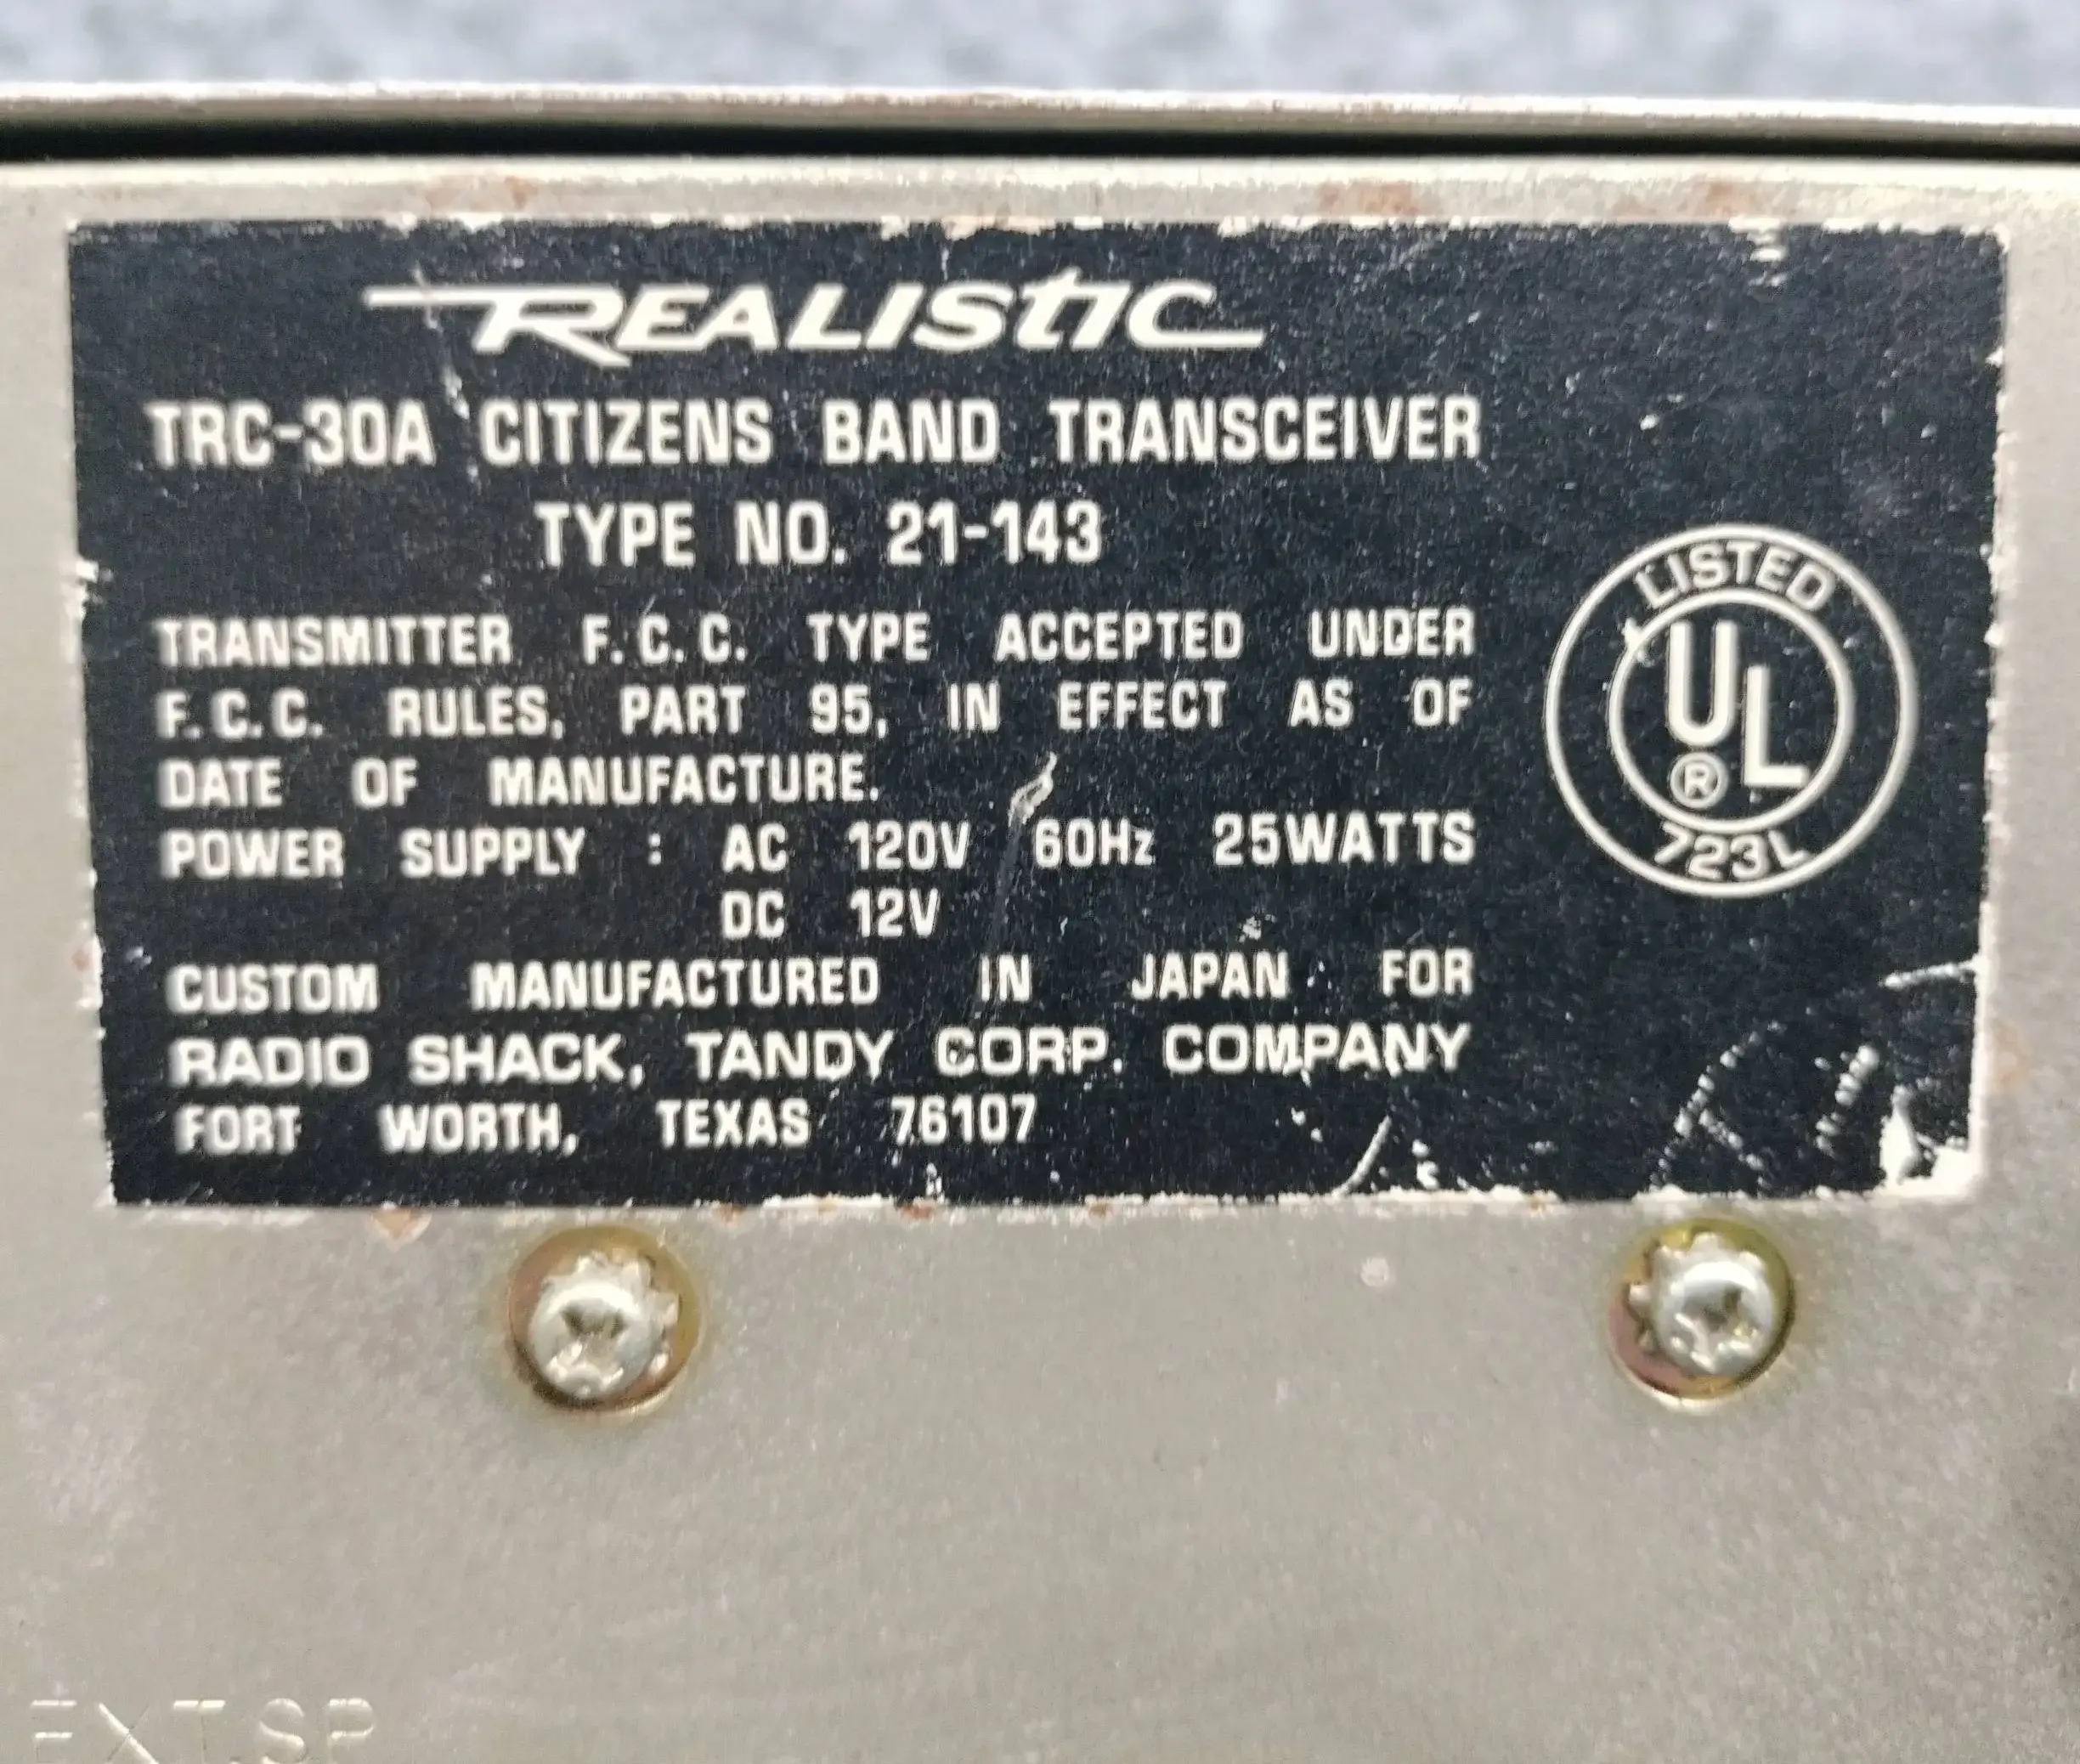 REALISTIC
TRC-30A CITIZENS BAND TRANSCEIVER
TYPE NO. 21-143
TRANSMITTER F.C.C. TYPE ACCEPTED UNDER
F.C.C. RULES, PART 95, IN EFFECT AS OF
DATE OF MANUFACTURE.
POWER SUPPLY : AC 120V 60Hz 25WATTS
DC 12V
CUSTOM MANUFACTURED IN JAPAN FOR
RADIO SHACK, TANDY CORP. COMPANY
FORT WORTH, TEXAS 76107
LISTED
UL
®
723L
EXT.SP